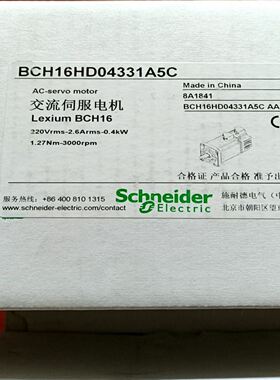 BCH16HD04331A5C
AC-servo motor
交流伺服电机
Lexium BCH16
220Vrms-2.6Arms-0.4kW
1.27Nm-3000rpm
Made in China
8A1841
BCH16HD04331A5C AA
合格证 产品合格 准予出
热线电话: +86 400 810 1315
www.schneider-electric.com/contact
Schneider
Electric
施耐德电气
北京市朝阳区